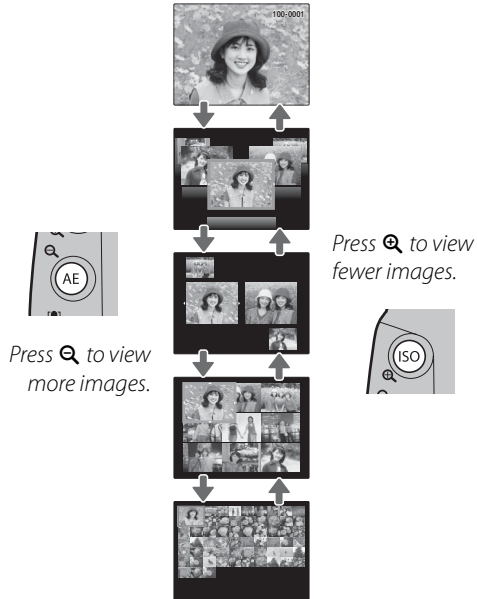 100-0001
AE
Press to view
more images.
Press to view
fewer images.
ISO